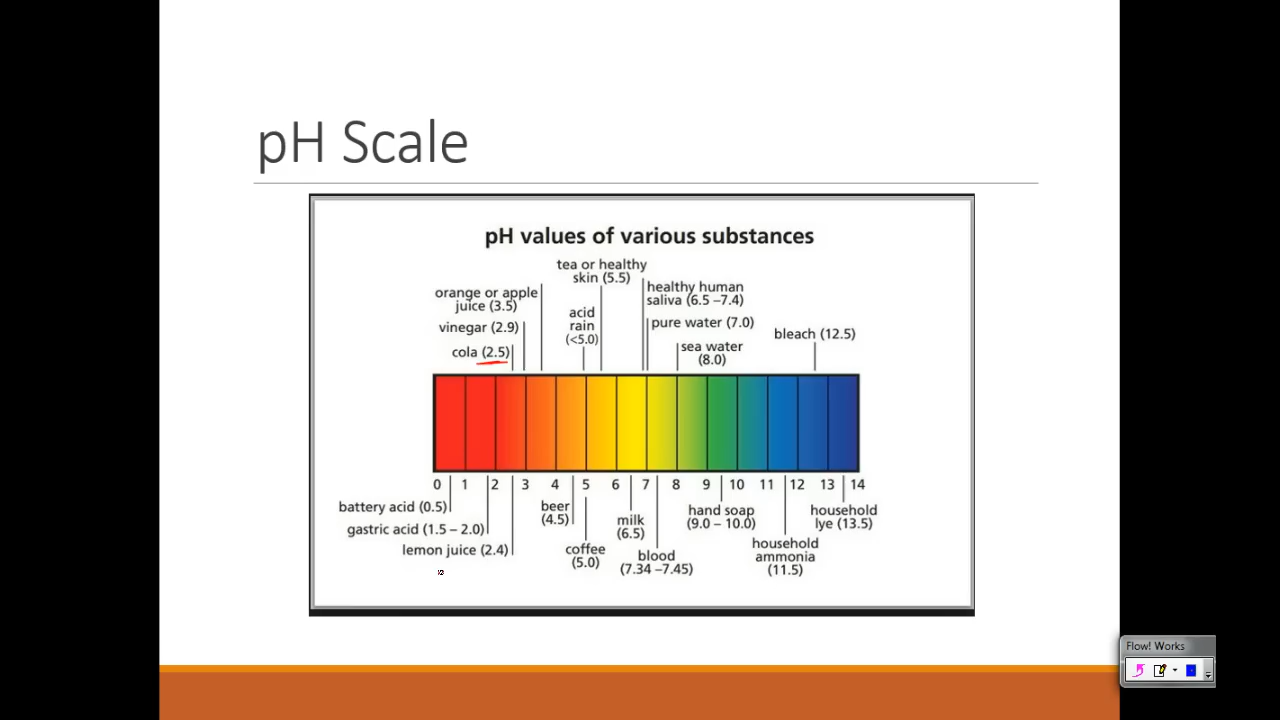 pH Scale
pH values of various substances
tea or healthy
skin (5.5)
orange or apple
juice (3.5)
healthy human
saliva (6.5 –7.4)
acid
rain
(<5.0)
vinegar (2.9)
pure water (7.0)
bleach (12.5)
cola (2.5)
sea water
(8.0)
0 1 2 3 4 5 6 7 8 9 10 11 12 13 14
battery acid (0.5)
gastric acid (1.5 – 2.0)
lemon juice (2.4)
beer
(4.5)
coffee
(5.0)
milk
(6.5)
blood
(7.34 –7.45)
hand soap
(9.0 – 10.0)
household
ammonia
(11.5)
household
lye (13.5)
Flow! Works